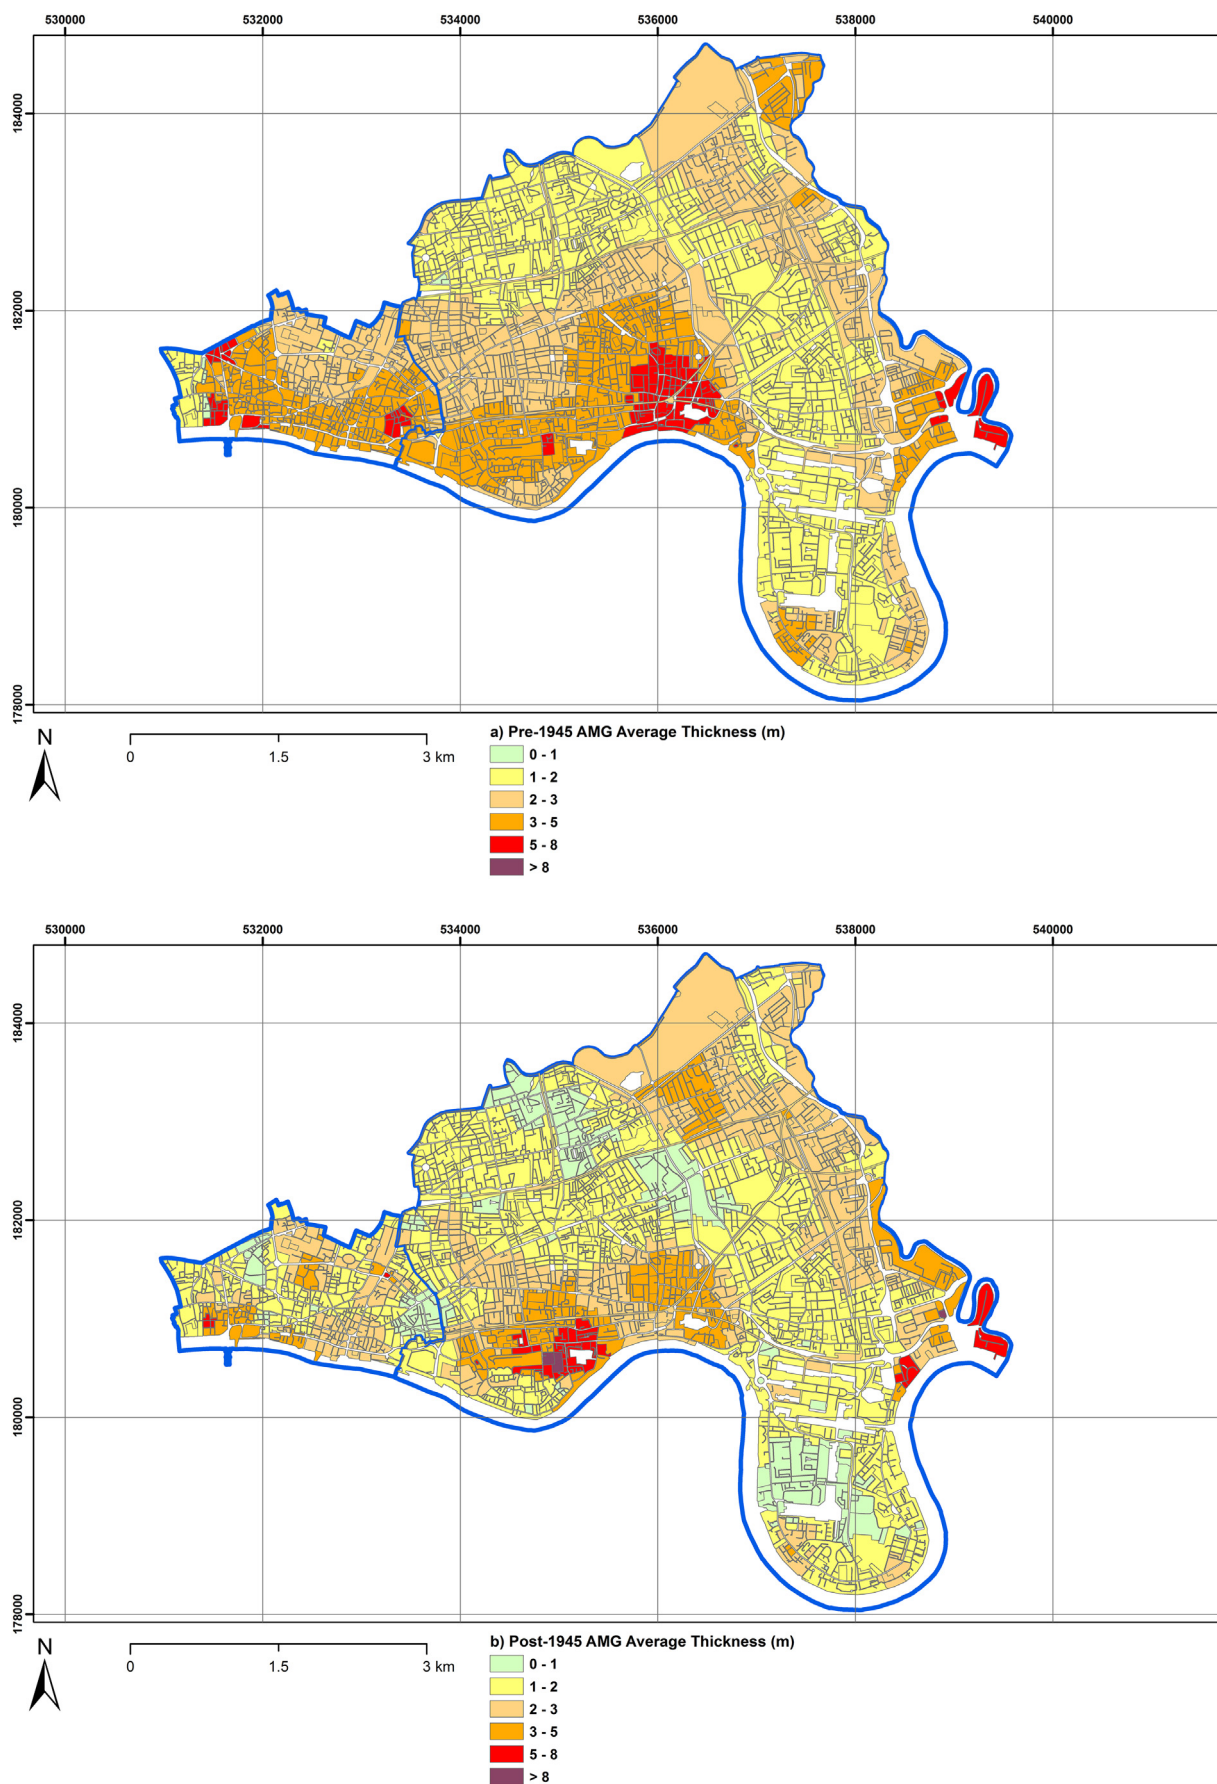 530000 532000 534000 536000 538000 540000
184000
182000
180000
178000
N
0 1.5 3 km
a) Pre-1945 AMG Average Thickness (m)
0 - 1
1 - 2
2 - 3
3 - 5
5 - 8
> 8
530000 532000 534000 536000 538000 540000
184000
182000
180000
178000
N
0 1.5 3 km
b) Post-1945 AMG Average Thickness (m)
0 - 1
1 - 2
2 - 3
3 - 5
5 - 8
> 8